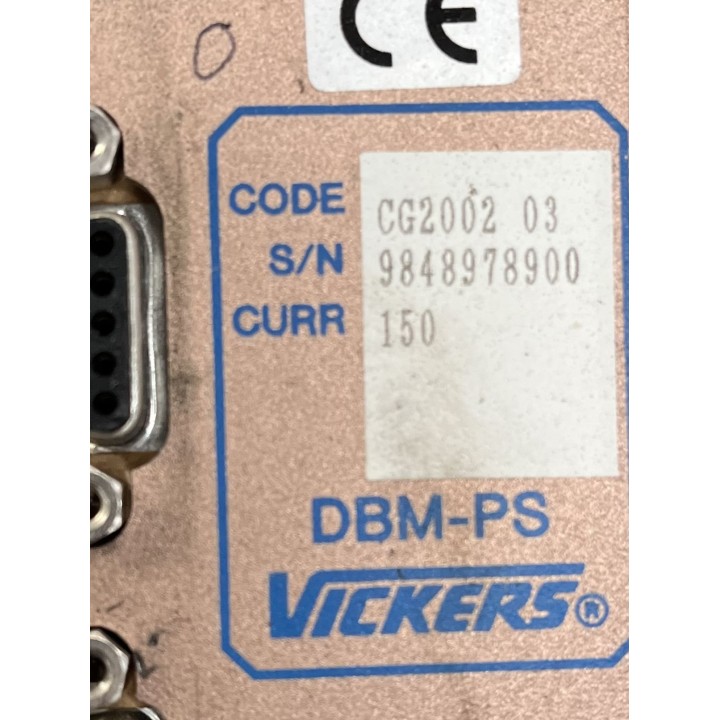 CE
CODE CG2002 03
S/N 9848978900
CURR 150
DBM-PS
VICKERS®